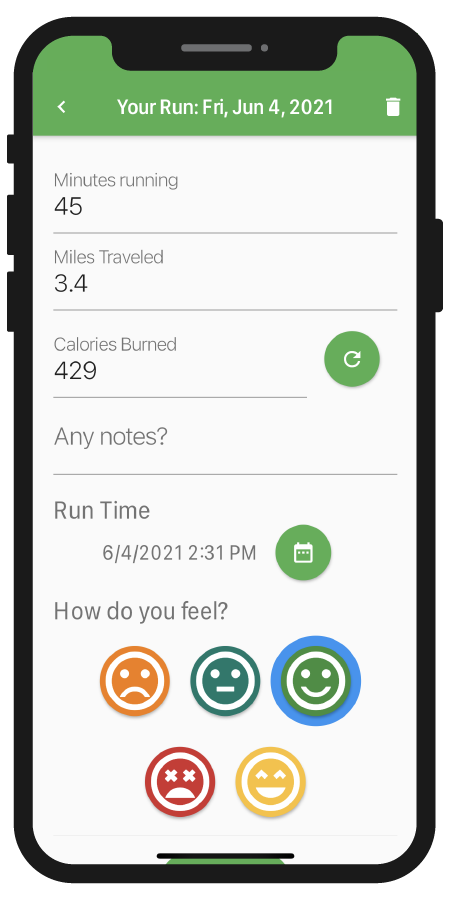 Your Run: Fri, Jun 4, 2021
Minutes running
45
Miles Traveled
3.4
Calories Burned
429
Any notes?
Run Time
6/4/2021 2:31 PM
How do you feel?